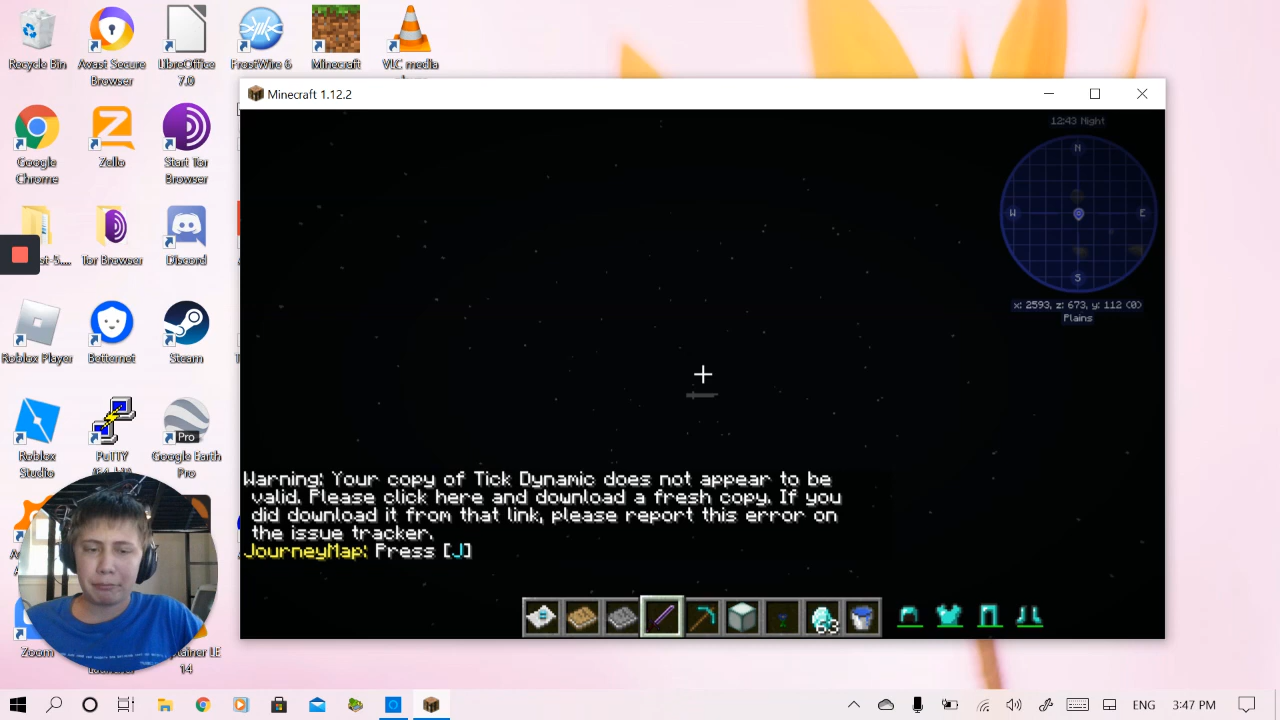 Recycle Bin
Avast Secure
Browser
LibreOffice
7.0
FrostWire 6
Minecraft
VLC media
Minecraft 1.12.2
12:43 Night
N
W
E
S
x: 2593, z: 673, y: 112 (0)
Plains
Google
Chrome
Zello
Start Tor
Browser
Tor Browser
Discord
Roblox Player
Betternet
Steam
Roblox
Studio
PuTTY
Google Earth
Pro
Pro
Warning: Your copy of Tick Dynamic does not appear to be
valid. Please click here and download a fresh copy. If you
did download it from that link, please report this error on
the issue tracker.
JourneyMap: Press [J]
63
Zoom
LE
14
ENG
3:47 PM